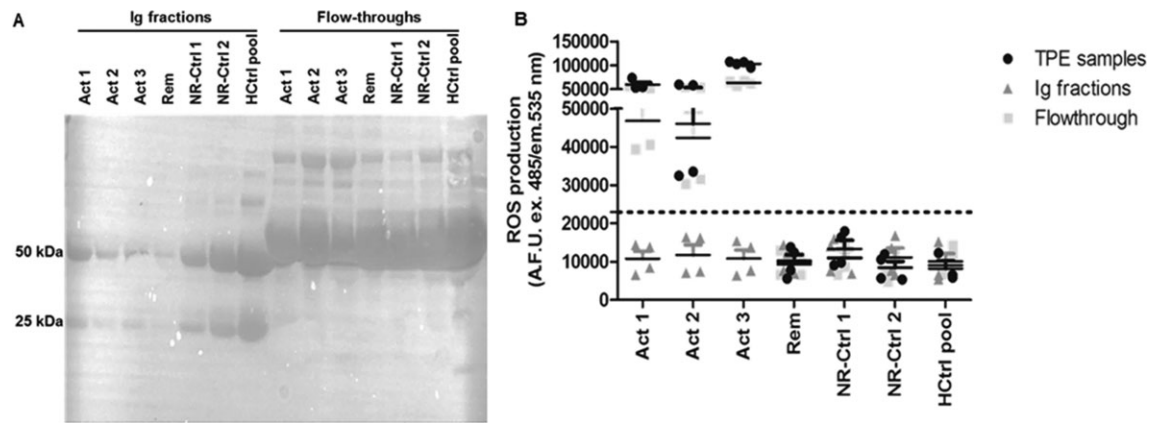 A
Ig fractions
Flow-throughs
Act 1
Act 2
Act 3
Rem
NR-Ctrl 1
NR-Ctrl 2
HCtrl pool
Act 1
Act 2
Act 3
Rem
NR-Ctrl 1
NR-Ctrl 2
HCtrl pool
50 kDa
25 kDa
B
ROS production
(A.F.U. ex. 485/em.535 nm)
150000
100000
50000
50000
40000
30000
20000
10000
0
Act 1
Act 2
Act 3
Rem
NR-Ctrl 1
NR-Ctrl 2
HCtrl pool
TPE samples
Ig fractions
Flowthrough